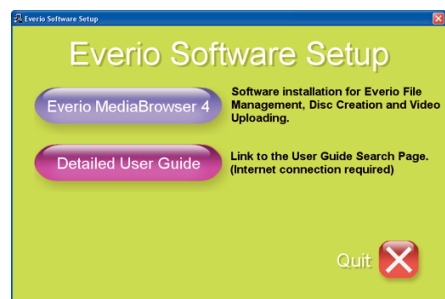 Everio Software Setup
Everio Software Setup
Everio MediaBrowser 4
Software installation for Everio File
Management, Disc Creation and Video
Uploading.
Detailed User Guide
Link to the User Guide Search Page.
(Internet connection required)
Quit